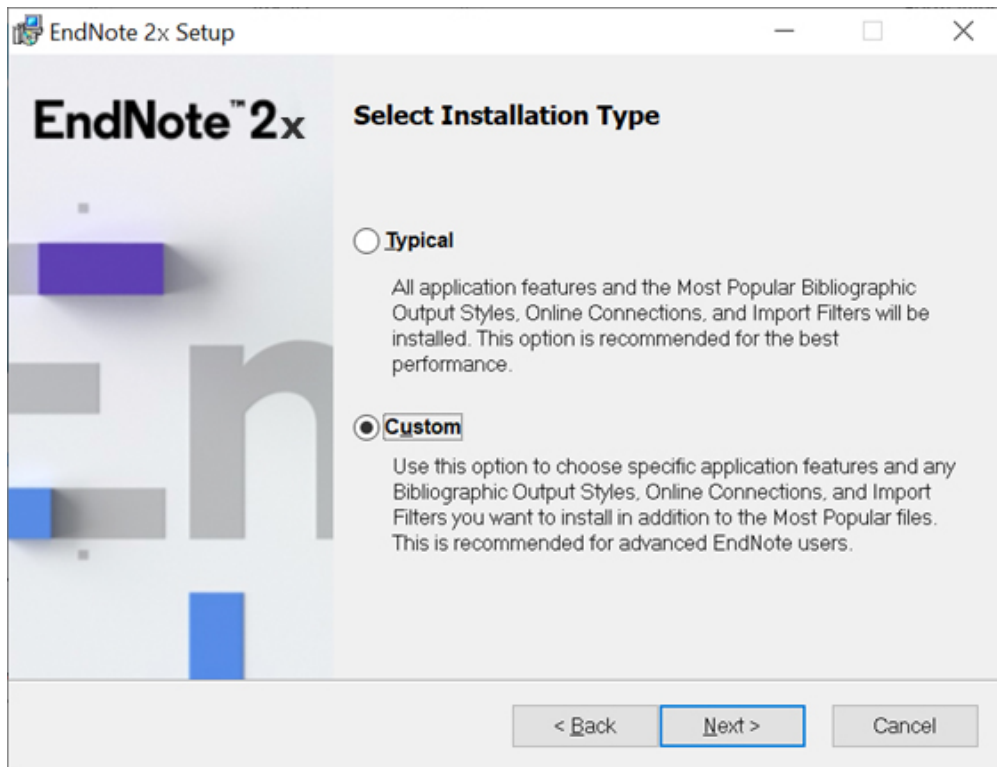 EndNote 2x Setup
EndNote™2x
Select Installation Type
Typical
All application features and the Most Popular Bibliographic
Output Styles, Online Connections, and Import Filters will be
installed. This option is recommended for the best
performance.
Custom
Use this option to choose specific application features and any
Bibliographic Output Styles, Online Connections, and Import
Filters you want to install in addition to the Most Popular files.
This is recommended for advanced EndNote users.
< Back Next > Cancel